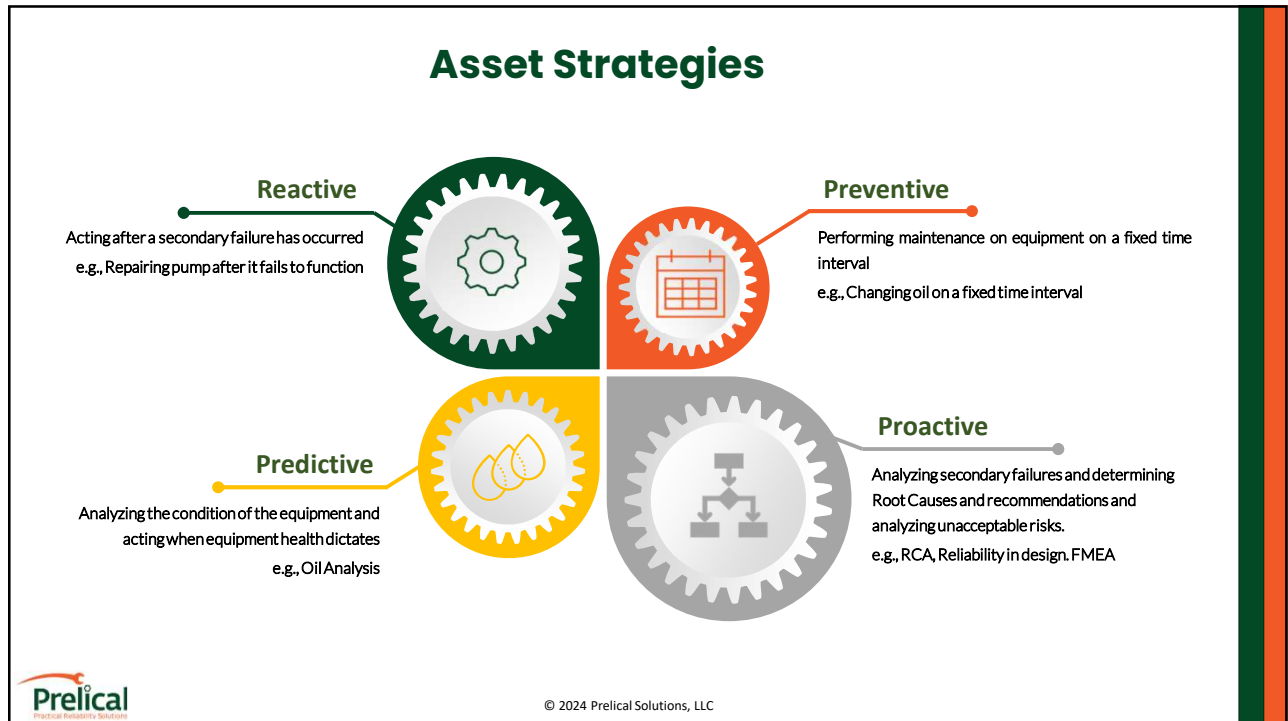 Asset Strategies
Reactive
Acting after a secondary failure has occurred
e.g., Repairing pump after it fails to function
Preventive
Performing maintenance on equipment on a fixed time
interval
e.g., Changing oil on a fixed time interval
Predictive
Analyzing the condition of the equipment and
acting when equipment health dictates
e.g., Oil Analysis
Proactive
Analyzing secondary failures and determining
Root Causes and recommendations and
analyzing unacceptable risks.
e.g., RCA, Reliability in design. FMEA
Prelical
Practical Reliability Solutions
© 2024 Prelical Solutions, LLC